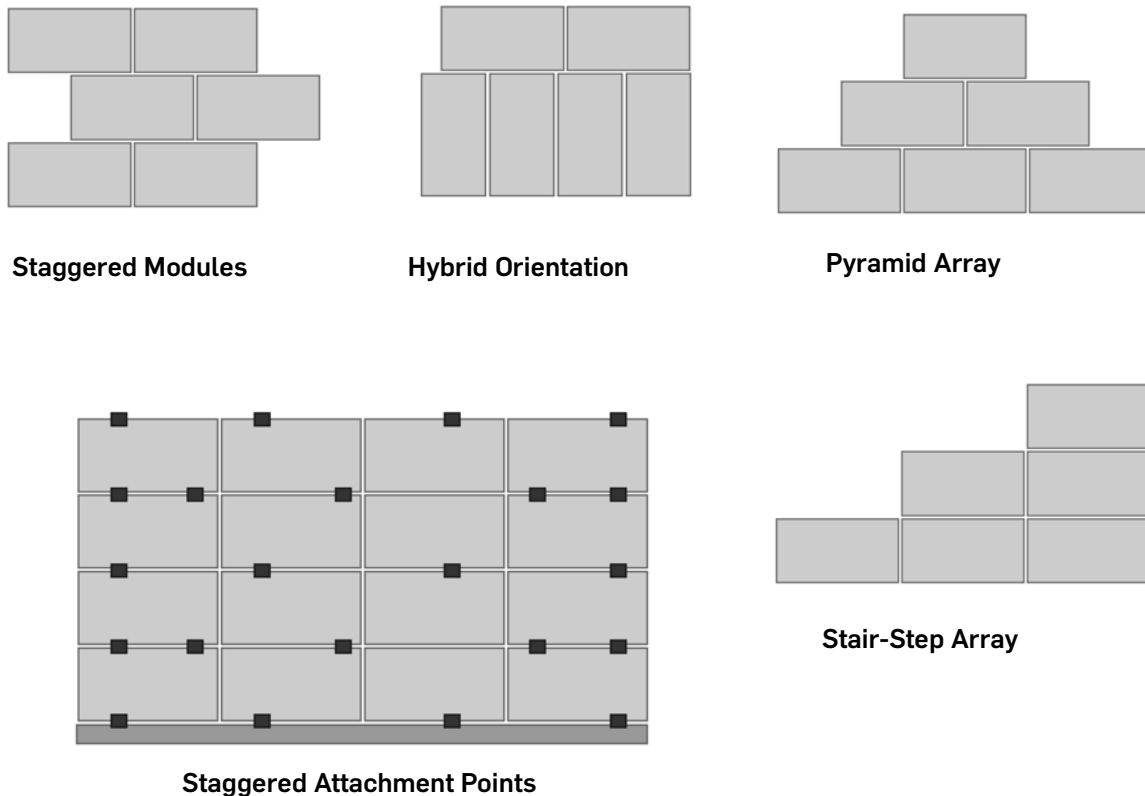 Staggered Modules
Hybrid Orientation
Pyramid Array
Stair-Step Array
Staggered Attachment Points